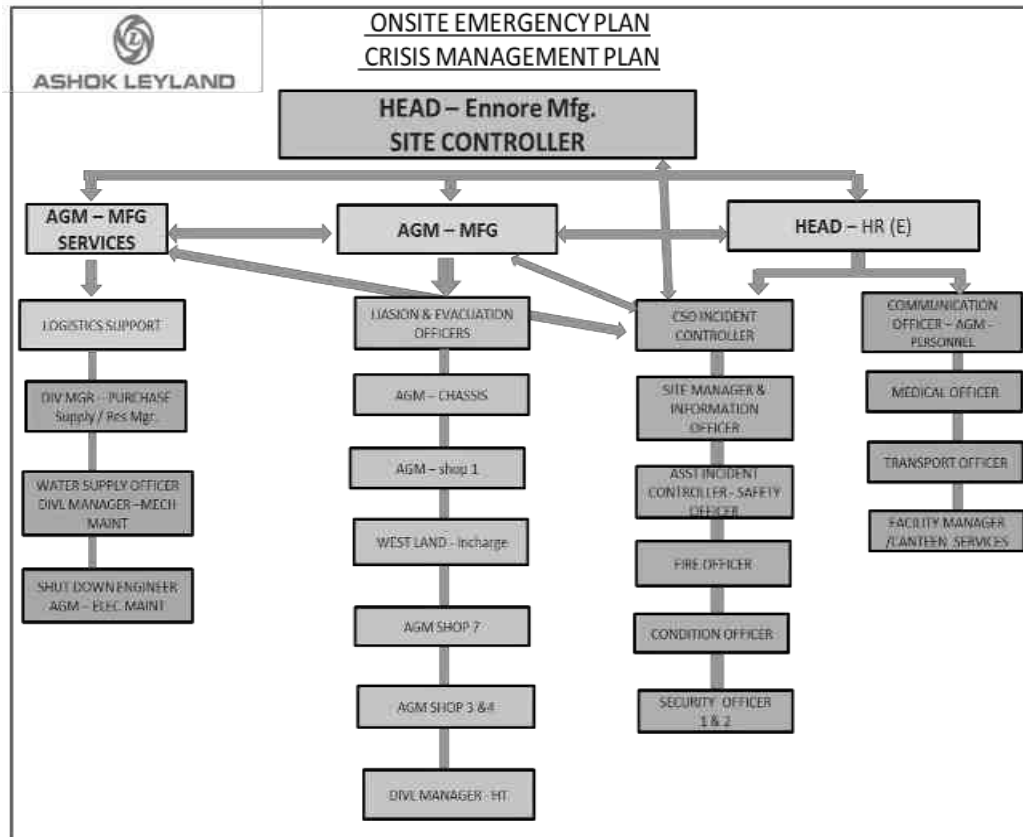 ONSITE EMERGENCY PLAN
CRISIS MANAGEMENT PLAN
ASHOK LEYLAND
HEAD – Ennore Mfg.
SITE CONTROLLER
AGM – MFG
SERVICES
AGM – MFG
HEAD – HR (E)
LOGISTICS SUPPORT
DIV MGR – PURCHASE
Supply / Res Mgr.
WATER SUPPLY OFFICER
DIVL MANAGER –MECH
MAINT
SHUT DOWN ENGINEER
AGM – ELEC MAINT
LIASION & EVACUATION
OFFICERS
AGM – CHASSIS
AGM – shop 1
WEST LAND - Incharge
AGM SHOP 7
AGM SHOP 3 &4
DIVL MANAGER - HT
CSO INCIDENT
CONTROLLER
SITE MANAGER &
INFORMATION
OFFICER
ASST INCIDENT
CONTROLLER - SAFETY
OFFICER
FIRE OFFICER
CONDITION OFFICER
SECURITY OFFICER
1 & 2
COMMUNICATION
OFFICER – AGM -
PERSONNEL
MEDICAL OFFICER
TRANSPORT OFFICER
FACILITY MANAGER
/CANTEEN SERVICES